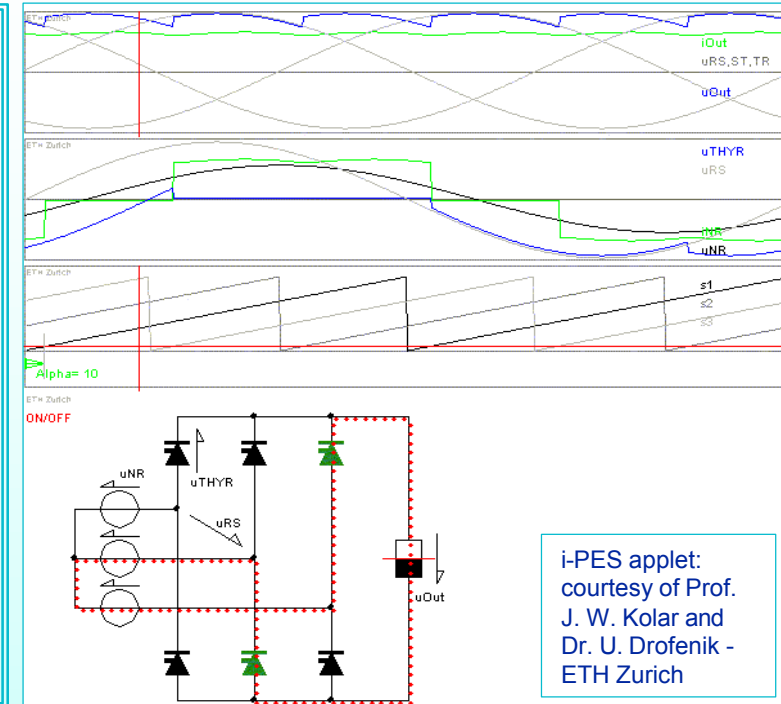 ETH Zurich
iOut
uRS,ST,TR
uOut
ETH Zurich
uTHYR
uRS
iNR
uNR
ETH Zurich
s1
s2
s3
Alpha= 10
ETH Zurich
ON/OFF
uNR
uTHYR
uRS
uOut
i-PES applet:
courtesy of Prof.
J. W. Kolar and
Dr. U. Drofenik -
ETH Zurich